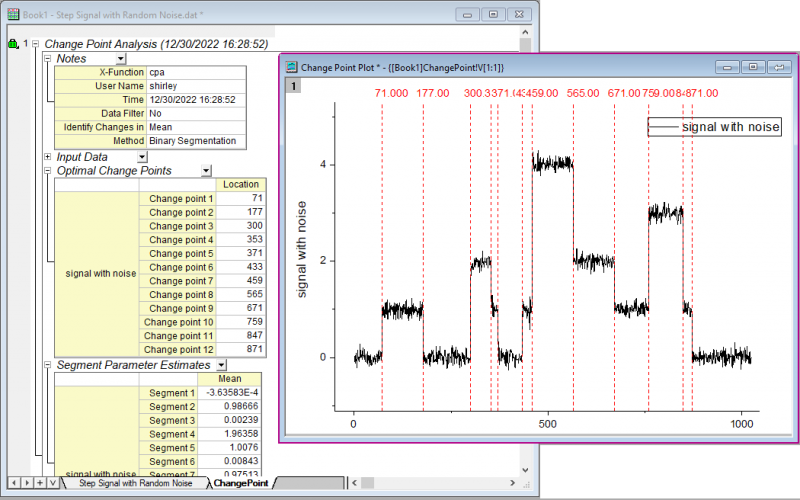 Book1 - Step Signal with Random Noise.dat *
1 Change Point Analysis (12/30/2022 16:28:52)
Notes
X-Function cpa
User Name shirley
Time 12/30/2022 16:28:52
Data Filter No
Identify Changes in Mean
Method Binary Segmentation
Input Data
Optimal Change Points
Location
signal with noise
Change point 1 71
Change point 2 177
Change point 3 300
Change point 4 353
Change point 5 371
Change point 6 433
Change point 7 459
Change point 8 565
Change point 9 671
Change point 10 759
Change point 11 847
Change point 12 871
Segment Parameter Estimates
Mean
Segment 1 -3.63583E-4
Segment 2 0.98666
Segment 3 0.00239
Segment 4 1.96358
Segment 5 1.0076
Segment 6 0.00843
signal with noise
Segment 7 0.97513
Step Signal with Random Noise
ChangePoint
Change Point Plot * - {[Book1]ChangePoint!V[1:1]}
1
71.000 177.00 459.00 565.00 671.00 759.00 871.00
signal with noise
signal with noise
4
2
0
0 500 1000